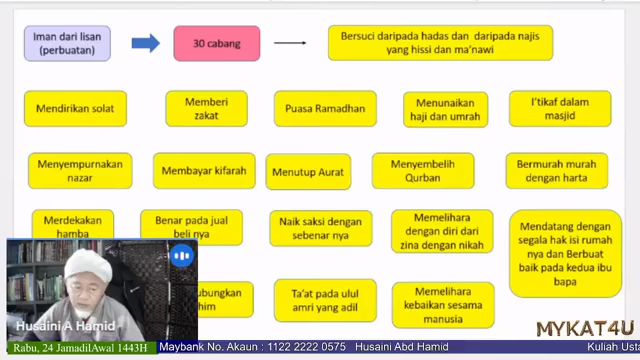 Iman dari lisan
(perbuatan)
30 cabang
Bersuci daripada hadas dan daripada najis
yang hissi dan ma'nawi
Mendirikan solat
Memberi
zakat
Puasa Ramadhan
Menunaikan
haji dan umrah
I'tikaf dalam
masjid
Menyempurnakan
nazar
Membayar kifarah
Menutup Aurat
Menyembelih
Qurban
Bermurah murah
dengan harta
Merdekakan
hamba
Benar pada jual
beli nya
Naik saksi dengan
sebenar nya
Memelihara
dengan diri dari
zina dengan nikah
Mendatang dengan
segala hak isi rumah
nya dan Berbuat
baik pada kedua ibu
bapa
Ta'at pada ulul
amri yang adil
Memelihara
kebaikan sesama
manusia
Husaini A Hamid
MYKAT4U
Rabu, 24 JamadilAwal 1443H
Maybank No. Akaun : 1122 2222 0575 Husaini Abd Hamid
Kuliah Usta